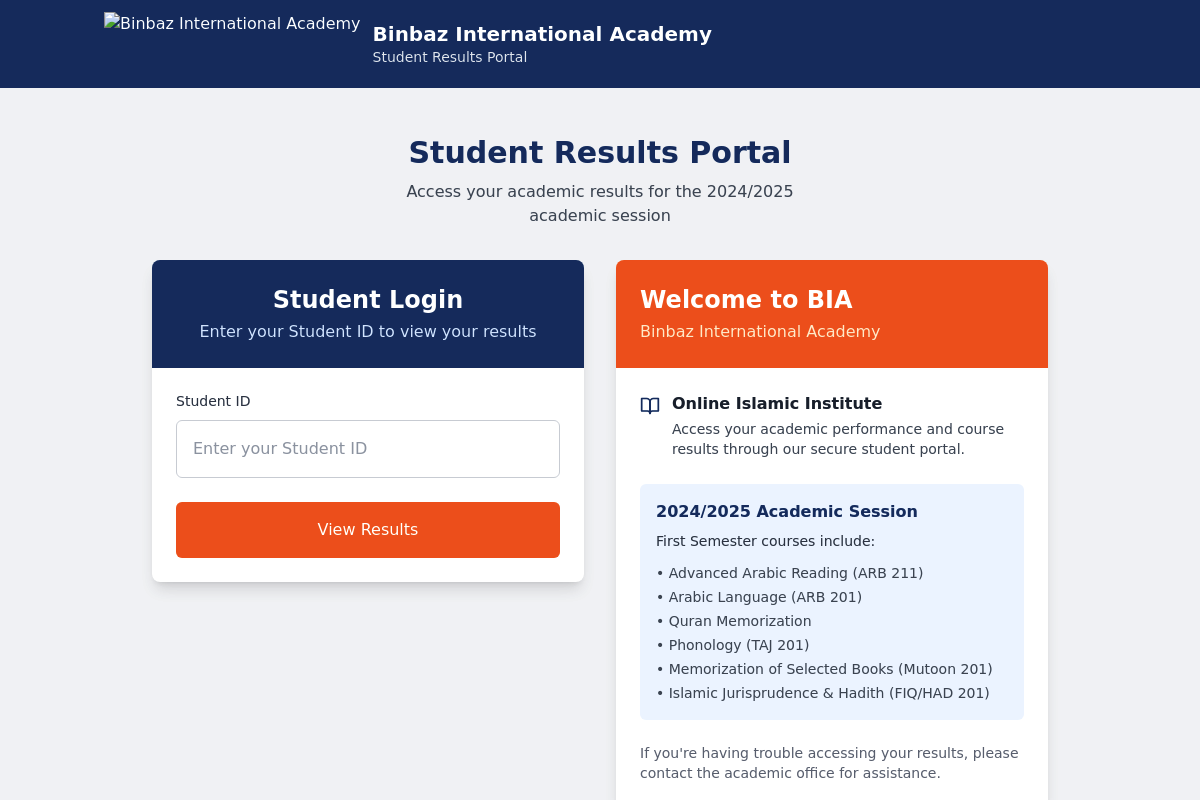 Binbaz International Academy
Binbaz International Academy
Student Results Portal
Student Results Portal
Access your academic results for the 2024/2025
academic session
Student Login
Enter your Student ID to view your results
Student ID
Enter your Student ID
View Results
Welcome to BIA
Binbaz International Academy
Online Islamic Institute
Access your academic performance and course
results through our secure student portal.
2024/2025 Academic Session
First Semester courses include:
• Advanced Arabic Reading (ARB 211)
• Arabic Language (ARB 201)
• Quran Memorization
• Phonology (TAJ 201)
• Memorization of Selected Books (Mutoon 201)
• Islamic Jurisprudence & Hadith (FIQ/HAD 201)
If you're having trouble accessing your results, please
contact the academic office for assistance.